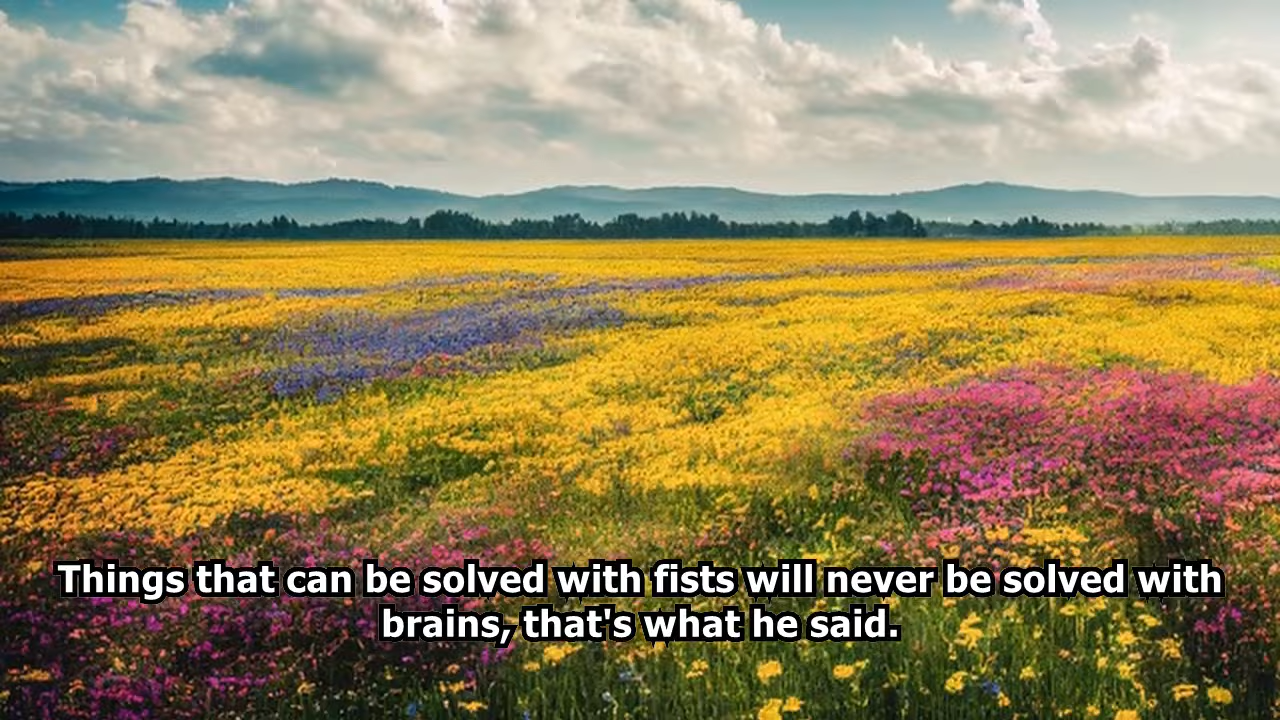 Things that can be solved with fists will never be solved with
brains, that's what he said.